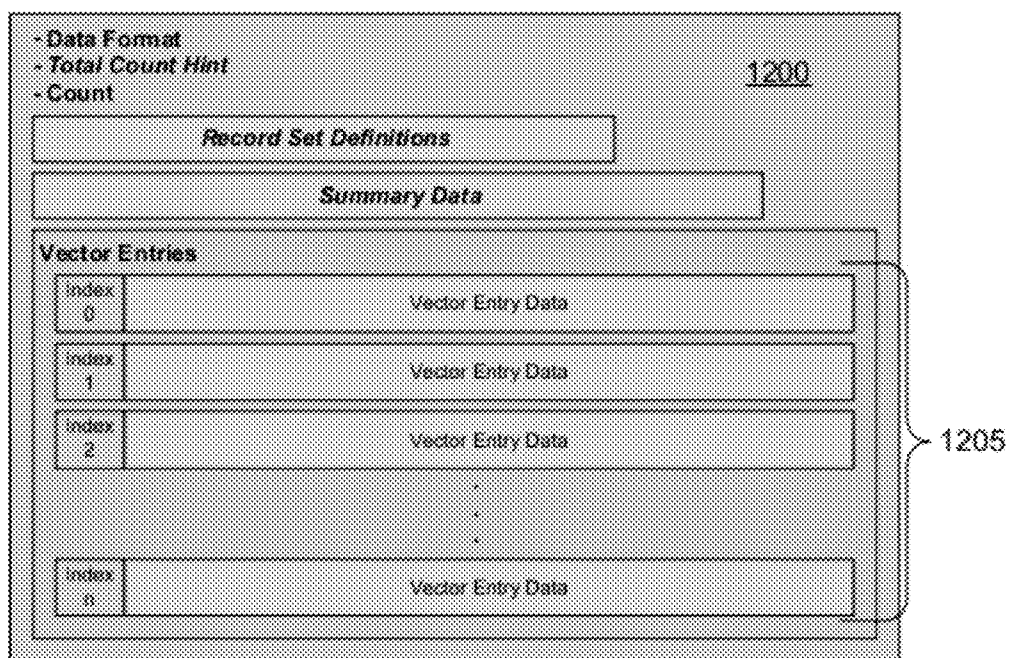 - Data Format
- Total Count Hint
- Count
1200
Record Set Definitions
Summary Data
Vector Entries
Index
0
Vector Entry Data
Index
1
Vector Entry Data
Index
2
Vector Entry Data
Index
n
Vector Entry Data
1205